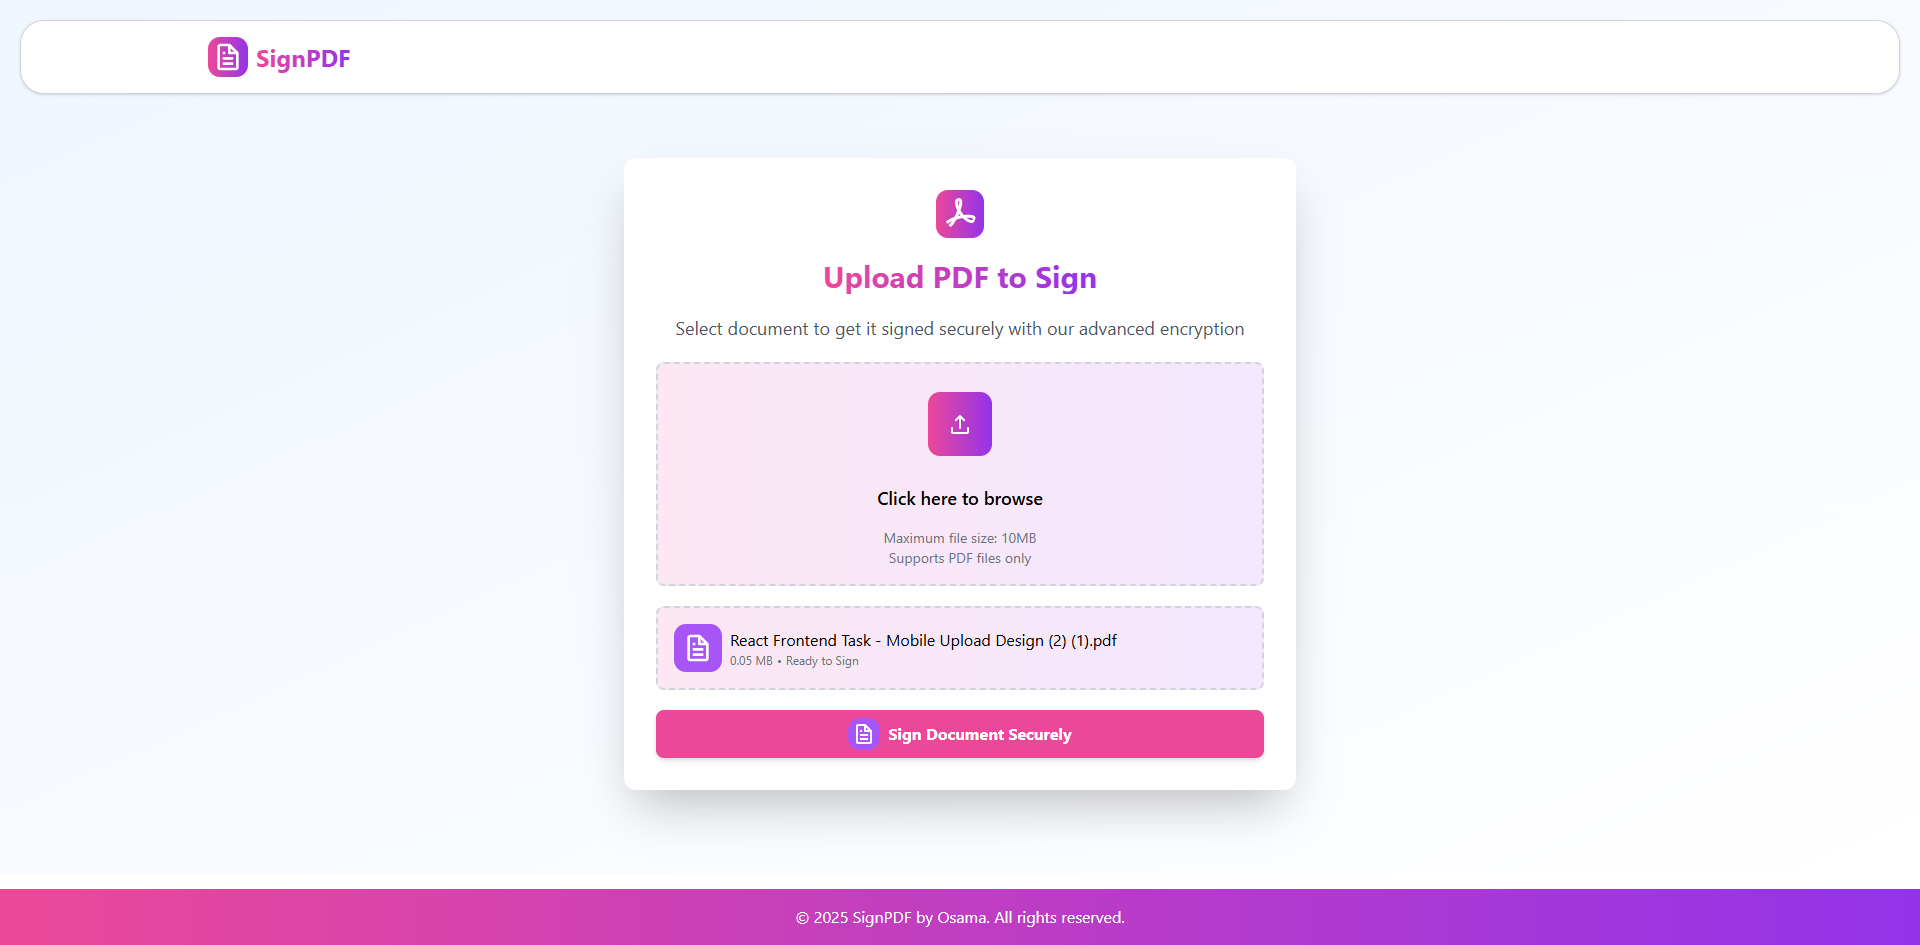 SignPDF
Upload PDF to Sign
Select document to get it signed securely with our advanced encryption
Click here to browse
Maximum file size: 10MB
Supports PDF files only
React Frontend Task - Mobile Upload Design (2) (1).pdf
0.05 MB • Ready to Sign
Sign Document Securely
© 2025 SignPDF by Osama. All rights reserved.